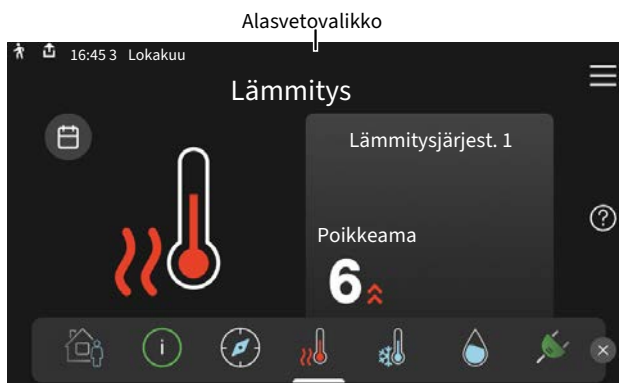 Alasvetovalikko
16:45 3 Lokakuu
Lämmitys
Lämmitysjärjest. 1
Poikkeama
6